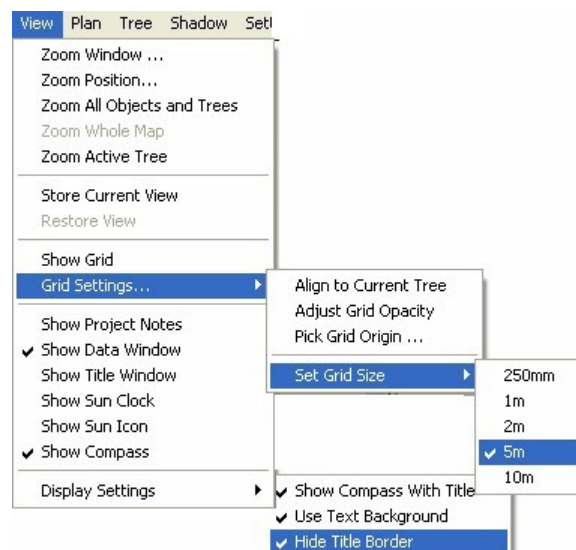 View Plan Tree Shadow
Zoom Window ...
Zoom Position...
Zoom All Objects and Trees
Zoom Whole Map
Zoom Active Tree
Store Current View
Restore View
Show Grid
Grid Settings...
Align to Current Tree
Adjust Grid Opacity
Pick Grid Origin ...
Set Grid Size
250mm
1m
2m
5m
10m
Show Project Notes
Show Data Window
Show Title Window
Show Sun Clock
Show Sun Icon
Show Compass
Display Settings
Show Compass With Title
Use Text Background
Hide Title Border